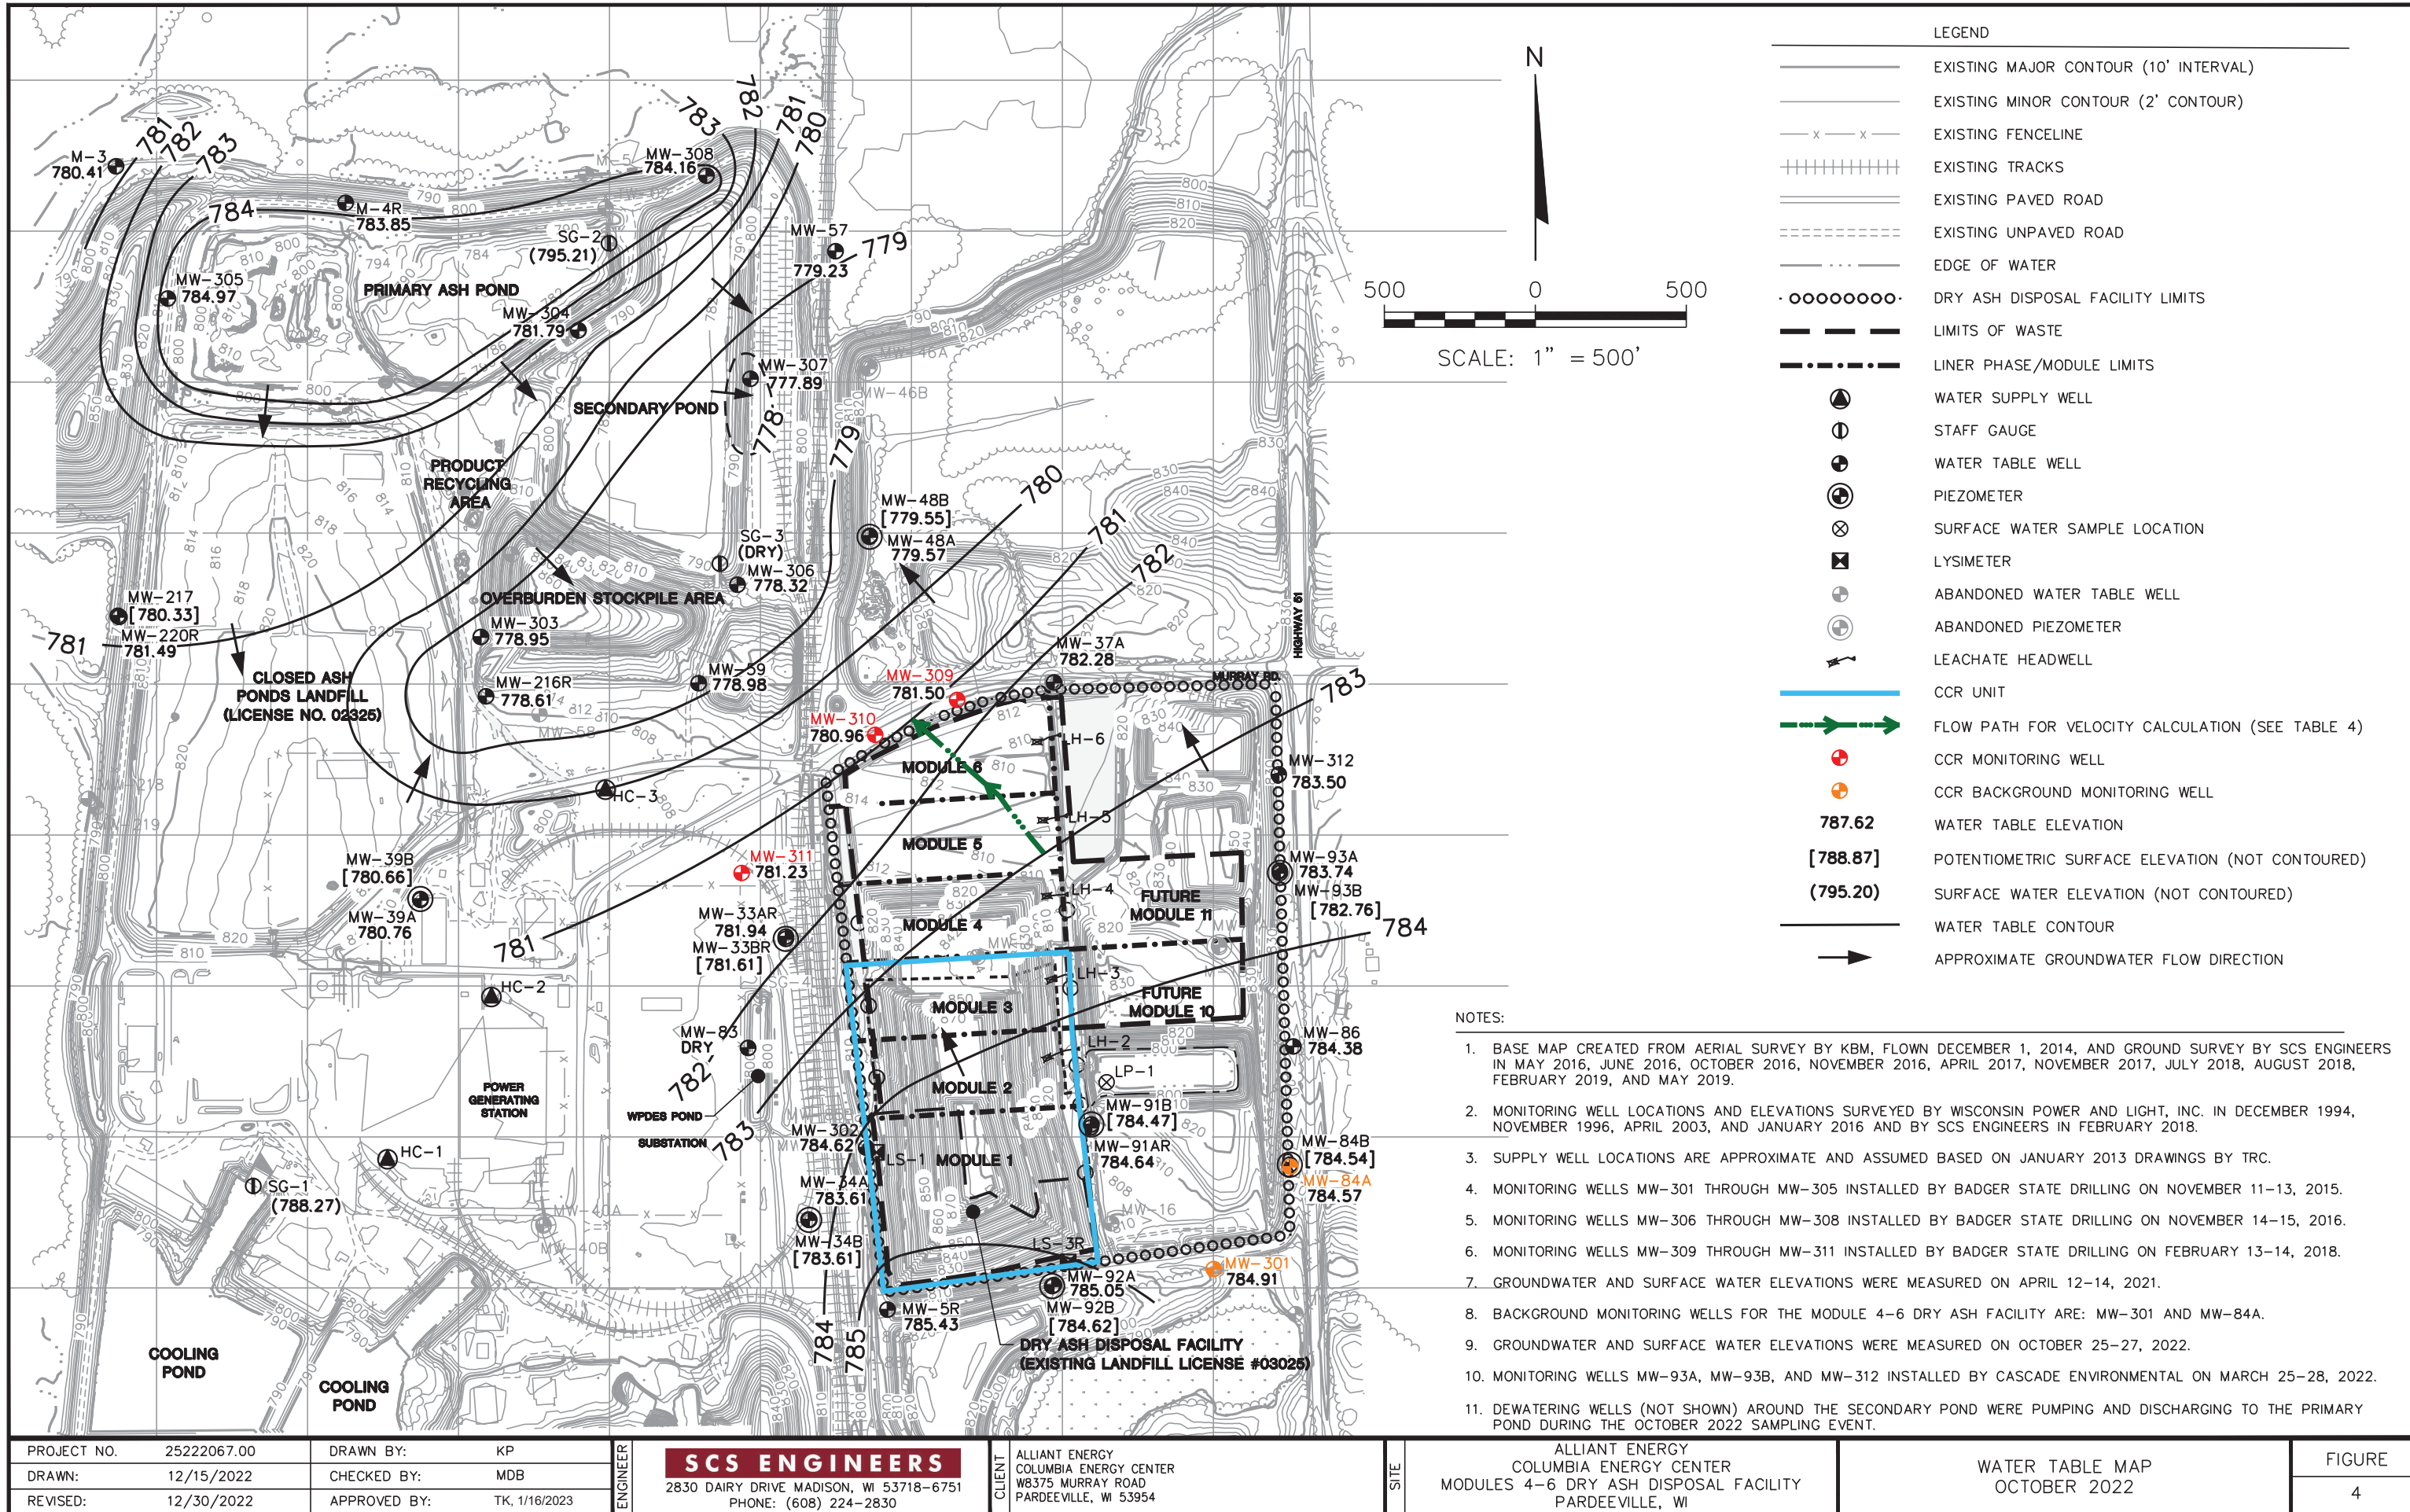 LEGEND
EXISTING MAJOR CONTOUR (10' INTERVAL)
EXISTING MINOR CONTOUR (2' CONTOUR)
EXISTING FENCELINE
EXISTING TRACKS
EXISTING PAVED ROAD
EXISTING UNPAVED ROAD
EDGE OF WATER
DRY ASH DISPOSAL FACILITY LIMITS
LIMITS OF WASTE
LINER PHASE/MODULE LIMITS
WATER SUPPLY WELL
STAFF GAUGE
WATER TABLE WELL
PIEZOMETER
SURFACE WATER SAMPLE LOCATION
LYSIMETER
ABANDONED WATER TABLE WELL
ABANDONED PIEZOMETER
LEACHATE HEADWELL
CCR UNIT
FLOW PATH FOR VELOCITY CALCULATION (SEE TABLE 4)
CCR MONITORING WELL
CCR BACKGROUND MONITORING WELL
787.62 WATER TABLE ELEVATION
[788.87] POTENTIOMETRIC SURFACE ELEVATION (NOT CONTOURED)
(795.20) SURFACE WATER ELEVATION (NOT CONTOURED)
WATER TABLE CONTOUR
APPROXIMATE GROUNDWATER FLOW DIRECTION
N
500 0 500
SCALE: 1" = 500'
781
782
783
784
783
782
781
780
779
M-3
780.41
MW-308
784.16
M-4R
783.85
SG-2
(795.21)
MW-57
779.23
MW-305
784.97
PRIMARY ASH POND
MW-304
781.79
MW-307
777.89
SECONDARY POND
778
779
MW-46A
MW-46B
PRODUCT
RECYCLING
AREA
MW-48B
[779.55]
MW-48A
779.57
780
781
782
SG-3
(DRY)
MW-306
778.32
OVERBURDEN STOCKPILE AREA
MW-217
[780.33]
MW-220R
781.49
781
MW-303
778.95
CLOSED ASH
PONDS LANDFILL
(LICENSE NO. 02325)
MW-216R
778.61
MW-58
MW-59
778.98
MW-309
781.50
MW-310
780.96
MW-37A
782.28
MURRAY RD.
HIGHWAY 51
783
HC-3
MODULE 6
LH-6
MW-312
783.50
MODULE 5
LH-5
MW-311
781.23
MW-39B
[780.66]
MW-39A
780.76
MW-93A
783.74
MW-93B
[782.76]
LH-4
MODULE 4
FUTURE
MODULE 11
MW-33AR
781.94
MW-33BR
[781.61]
781
784
HC-2
LH-3
MODULE 3
FUTURE
MODULE 10
MW-83
DRY
782
LH-2
MODULE 2
LP-1
MW-86
784.38
POWER
GENERATING
STATION
WPDES POND
SUBSTATION
783
MW-302
784.62
LS-1
MODULE 1
MW-91B
[784.47]
MW-91AR
784.64
MW-84B
[784.54]
MW-84A
784.57
HC-1
SG-1
(788.27)
MW-40A
MW-40B
MW-34A
783.61
MW-34B
[783.61]
MW-16
LS-3R
MW-301
784.91
MW-92A
785.05
MW-92B
[784.62]
MW-5R
785.43
784
785
DRY ASH DISPOSAL FACILITY
(EXISTING LANDFILL LICENSE #03025)
COOLING
POND
COOLING
POND
NOTES:
1. BASE MAP CREATED FROM AERIAL SURVEY BY KBM, FLOWN DECEMBER 1, 2014, AND GROUND SURVEY BY SCS ENGINEERS
IN MAY 2016, JUNE 2016, OCTOBER 2016, NOVEMBER 2016, APRIL 2017, NOVEMBER 2017, JULY 2018, AUGUST 2018,
FEBRUARY 2019, AND MAY 2019.
2. MONITORING WELL LOCATIONS AND ELEVATIONS SURVEYED BY WISCONSIN POWER AND LIGHT, INC. IN DECEMBER 1994,
NOVEMBER 1996, APRIL 2003, AND JANUARY 2016 AND BY SCS ENGINEERS IN FEBRUARY 2018.
3. SUPPLY WELL LOCATIONS ARE APPROXIMATE AND ASSUMED BASED ON JANUARY 2013 DRAWINGS BY TRC.
4. MONITORING WELLS MW-301 THROUGH MW-305 INSTALLED BY BADGER STATE DRILLING ON NOVEMBER 11-13, 2015.
5. MONITORING WELLS MW-306 THROUGH MW-308 INSTALLED BY BADGER STATE DRILLING ON NOVEMBER 14-15, 2016.
6. MONITORING WELLS MW-309 THROUGH MW-311 INSTALLED BY BADGER STATE DRILLING ON FEBRUARY 13-14, 2018.
7. GROUNDWATER AND SURFACE WATER ELEVATIONS WERE MEASURED ON APRIL 12-14, 2021.
8. BACKGROUND MONITORING WELLS FOR THE MODULE 4-6 DRY ASH FACILITY ARE: MW-301 AND MW-84A.
9. GROUNDWATER AND SURFACE WATER ELEVATIONS WERE MEASURED ON OCTOBER 25-27, 2022.
10. MONITORING WELLS MW-93A, MW-93B, AND MW-312 INSTALLED BY CASCADE ENVIRONMENTAL ON MARCH 25-28, 2022.
11. DEWATERING WELLS (NOT SHOWN) AROUND THE SECONDARY POND WERE PUMPING AND DISCHARGING TO THE PRIMARY
POND DURING THE OCTOBER 2022 SAMPLING EVENT.
PROJECT NO. 25222067.00 DRAWN BY: KP
DRAWN: 12/15/2022 CHECKED BY: MDB
REVISED: 12/30/2022 APPROVED BY: TK, 1/16/2023
ENGINEER
SCS ENGINEERS
2830 DAIRY DRIVE MADISON, WI 53718-6751
PHONE: (608) 224-2830
CLIENT
ALLIANT ENERGY
COLUMBIA ENERGY CENTER
W8375 MURRAY ROAD
PARDEEVILLE, WI 53954
SITE
ALLIANT ENERGY
COLUMBIA ENERGY CENTER
MODULES 4-6 DRY ASH DISPOSAL FACILITY
PARDEEVILLE, WI
WATER TABLE MAP
OCTOBER 2022
FIGURE
4